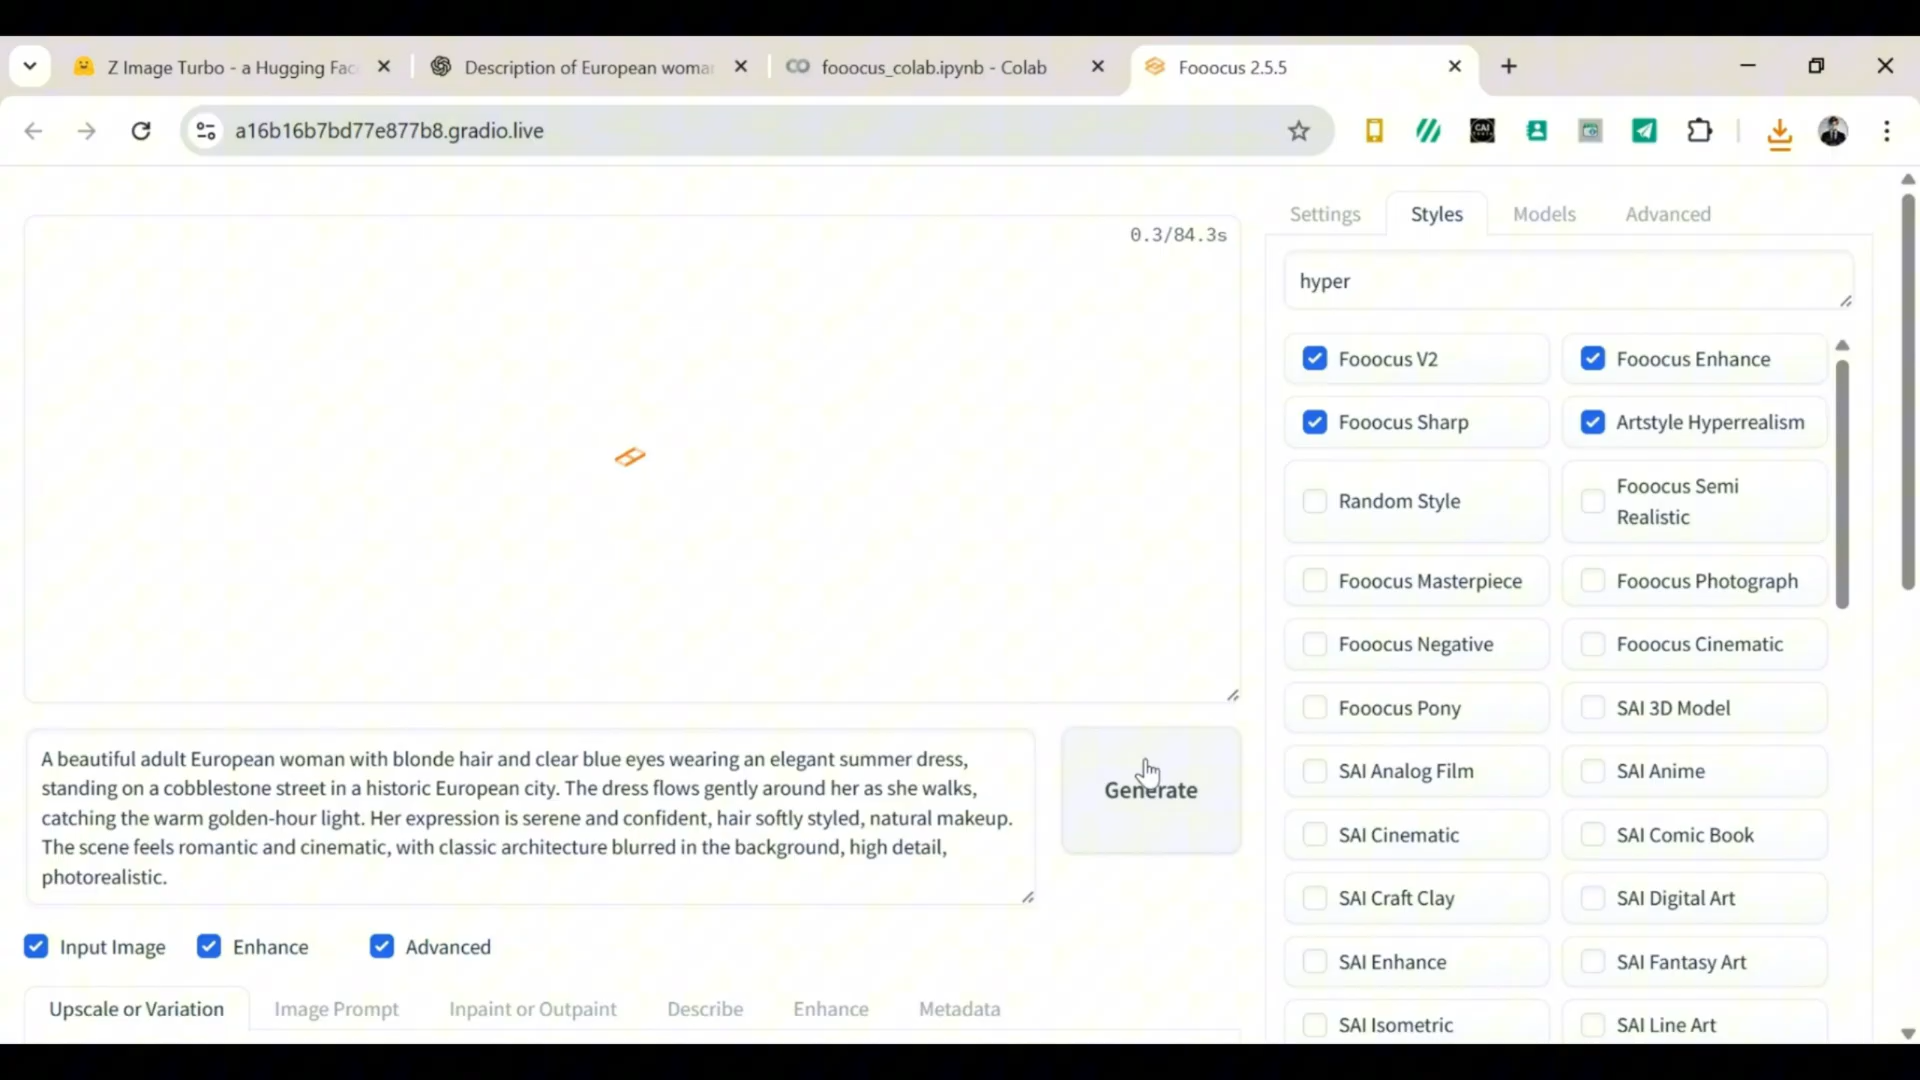 Z Image Turbo - a Hugging Fac
Description of European woma
fooocus_colab.ipynb - Colab
Fooocus 2.5.5
a16b16b7bd77e877b8.gradio.live
CAI
0.3/84.3s
Settings
Styles
Models
Advanced
hyper
Fooocus V2
Fooocus Enhance
Fooocus Sharp
Artstyle Hyperrealism
Random Style
Fooocus Semi
Realistic
Fooocus Masterpiece
Fooocus Photograph
Fooocus Negative
Fooocus Cinematic
Fooocus Pony
SAI 3D Model
SAI Analog Film
SAI Anime
SAI Cinematic
SAI Comic Book
SAI Craft Clay
SAI Digital Art
SAI Enhance
SAI Fantasy Art
SAI Isometric
SAI Line Art
A beautiful adult European woman with blonde hair and clear blue eyes wearing an elegant summer dress,
standing on a cobblestone street in a historic European city. The dress flows gently around her as she walks,
catching the warm golden-hour light. Her expression is serene and confident, hair softly styled, natural makeup.
The scene feels romantic and cinematic, with classic architecture blurred in the background, high detail,
photorealistic.
Generate
Input Image
Enhance
Advanced
Upscale or Variation
Image Prompt
Inpaint or Outpaint
Describe
Enhance
Metadata